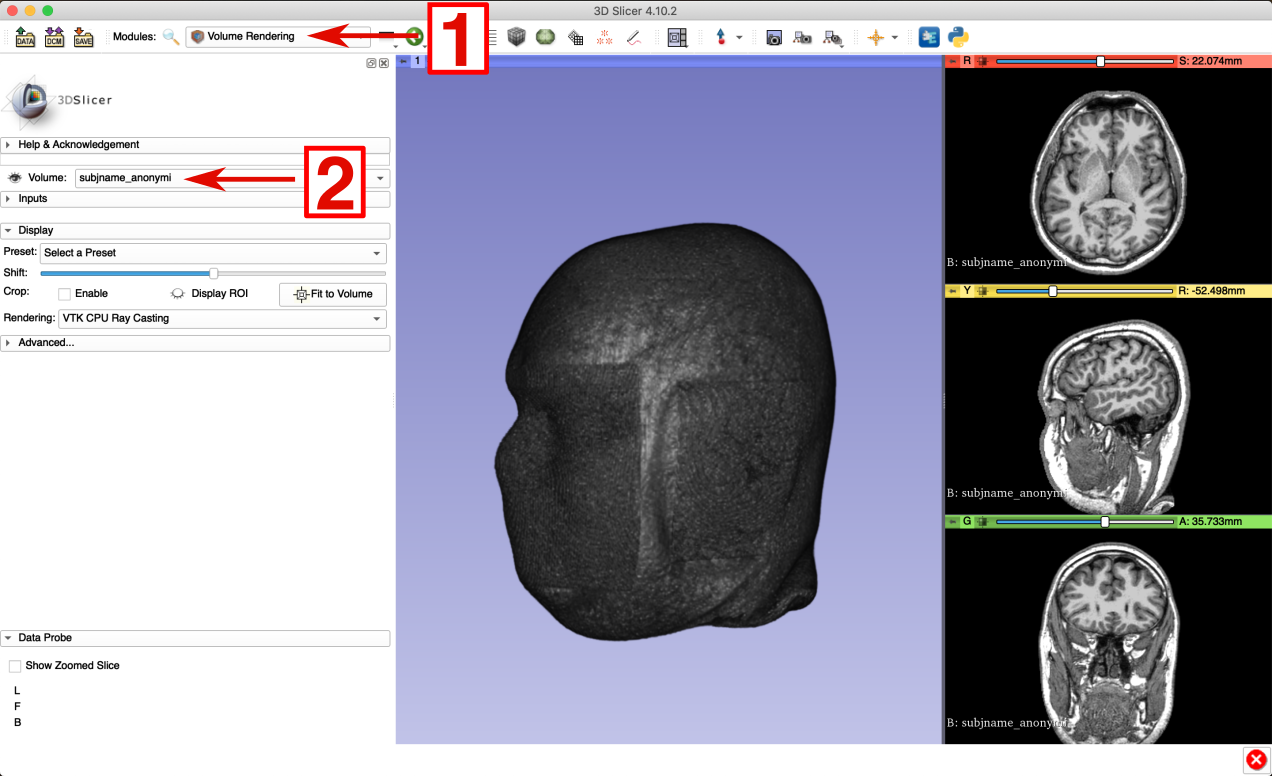 3D Slicer 4.10.2
DATA DCM SAVE Modules: Volume Rendering
1
1
R S: 22.074mm
3DSlicer
Help & Acknowledgement
Volume: subjname_anonymi
2
Inputs
Display
Preset: Select a Preset
Shift:
Crop: Enable Display ROI Fit to Volume
Rendering: VTK CPU Ray Casting
Advanced...
B: subjname_anonymi
Y R: -52.498mm
B: subjname_anonymi
G A: 35.733mm
B: subjname_anonymi
Data Probe
Show Zoomed Slice
L
F
B